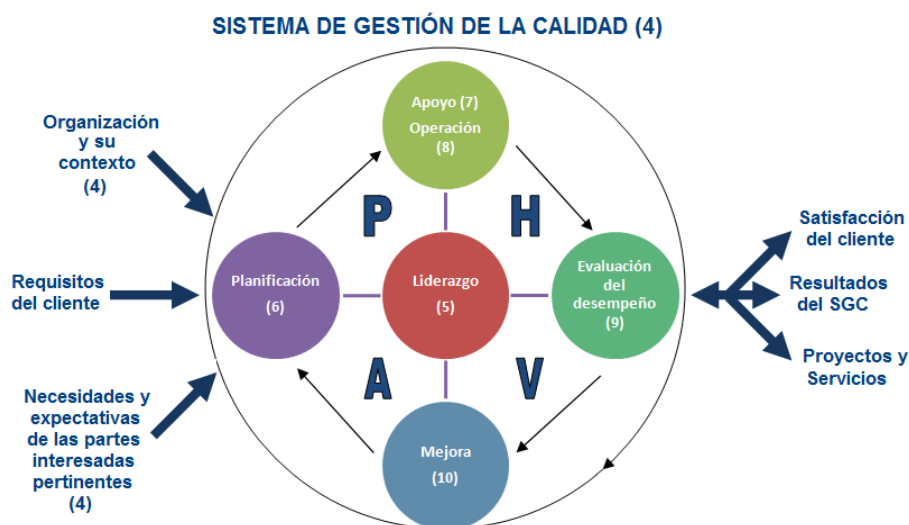 SISTEMA DE GESTIÓN DE LA CALIDAD (4)
Organización
y su
contexto
(4)
Requisitos
del cliente
Necesidades y
expectativas
de las partes
interesadas
pertinentes
(4)
Apoyo (7)
Operación
(8)
P
H
Planificación
(6)
Liderazgo
(5)
Evaluación
del
desempeño
(9)
A
V
Mejora
(10)
Satisfacción
del cliente
Resultados
del SGC
Proyectos y
Servicios